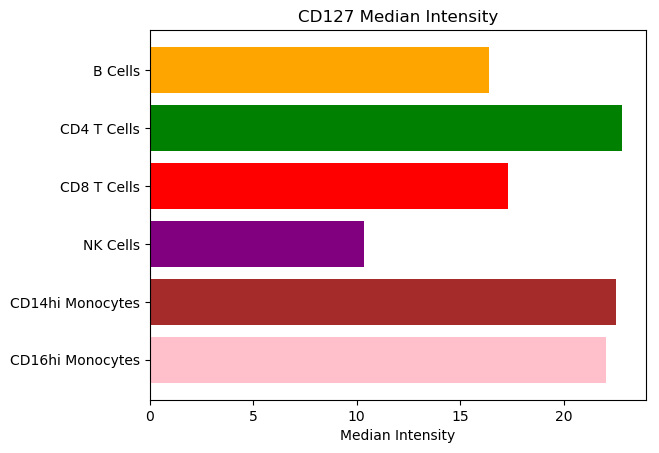 CD127 Median Intensity
B Cells
CD4 T Cells
CD8 T Cells
NK Cells
CD14hi Monocytes
CD16hi Monocytes
0 5 10 15 20
Median Intensity